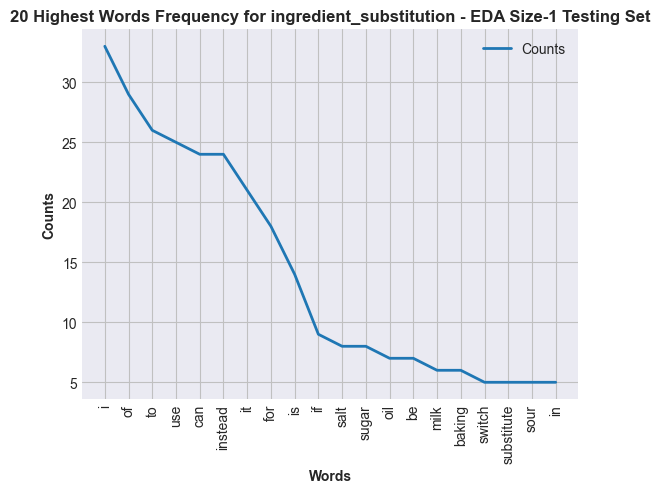 20 Highest Words Frequency for ingredient_substitution - EDA Size-1 Testing Set
Counts
30
25
20
15
10
5
Counts
i
of
to
use
can
instead
it
for
is
if
salt
sugar
oil
be
milk
baking
switch
substitute
sour
in
Words